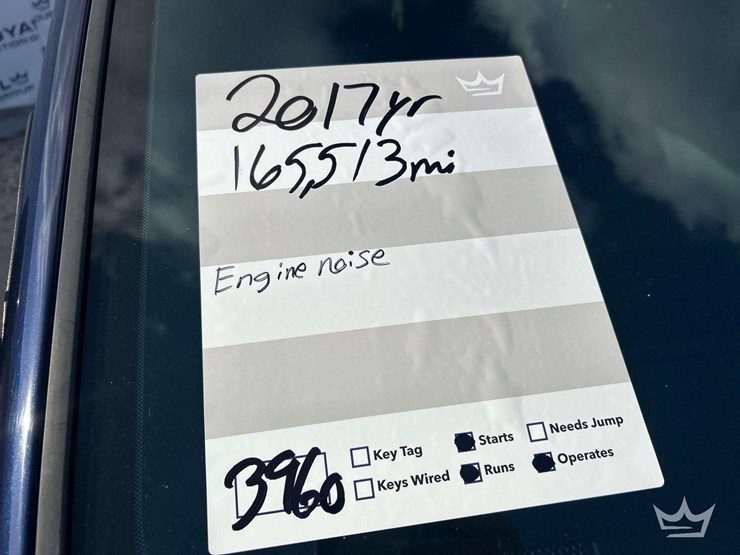 2017yr
165,513mi
Engine noise
3960
Key Tag
Starts
Needs Jump
Keys Wired
Runs
Operates